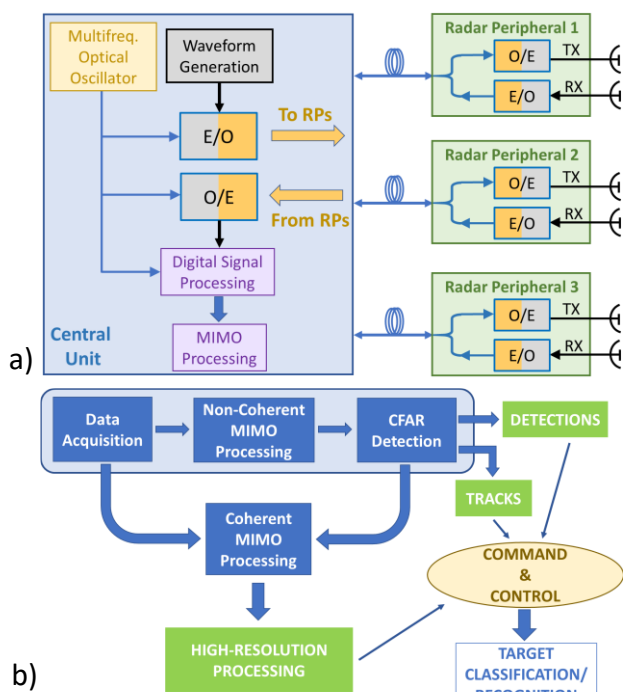 Multifreq.
Optical
Oscillator
Waveform
Generation
E/O
To RPs
O/E
From RPs
Digital Signal
Processing
MIMO
Processing
Central
Unit
a)
Radar Peripheral 1
O/E
TX
E/O
RX
Radar Peripheral 2
O/E
TX
E/O
RX
Radar Peripheral 3
O/E
TX
E/O
RX
Data
Acquisition
Non-Coherent
MIMO
Processing
CFAR
Detection
DETECTIONS
TRACKS
Coherent
MIMO
Processing
COMMAND
&
CONTROL
HIGH-RESOLUTION
PROCESSING
TARGET
CLASSIFICATION/
RECOGNITION
b)